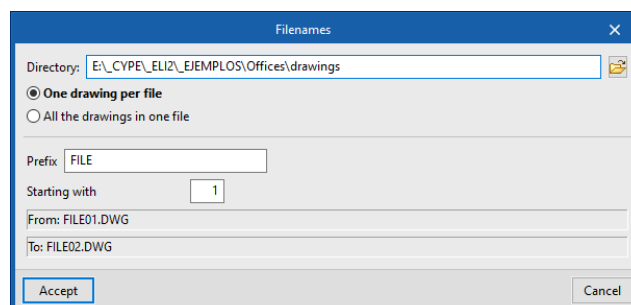 Filenames
Directory: E:\_CYPE\_ELI2\_EJEMPLOS\Offices\drawings
One drawing per file
All the drawings in one file
Prefix FILE
Starting with 1
From: FILE01.DWG
To: FILE02.DWG
Accept Cancel